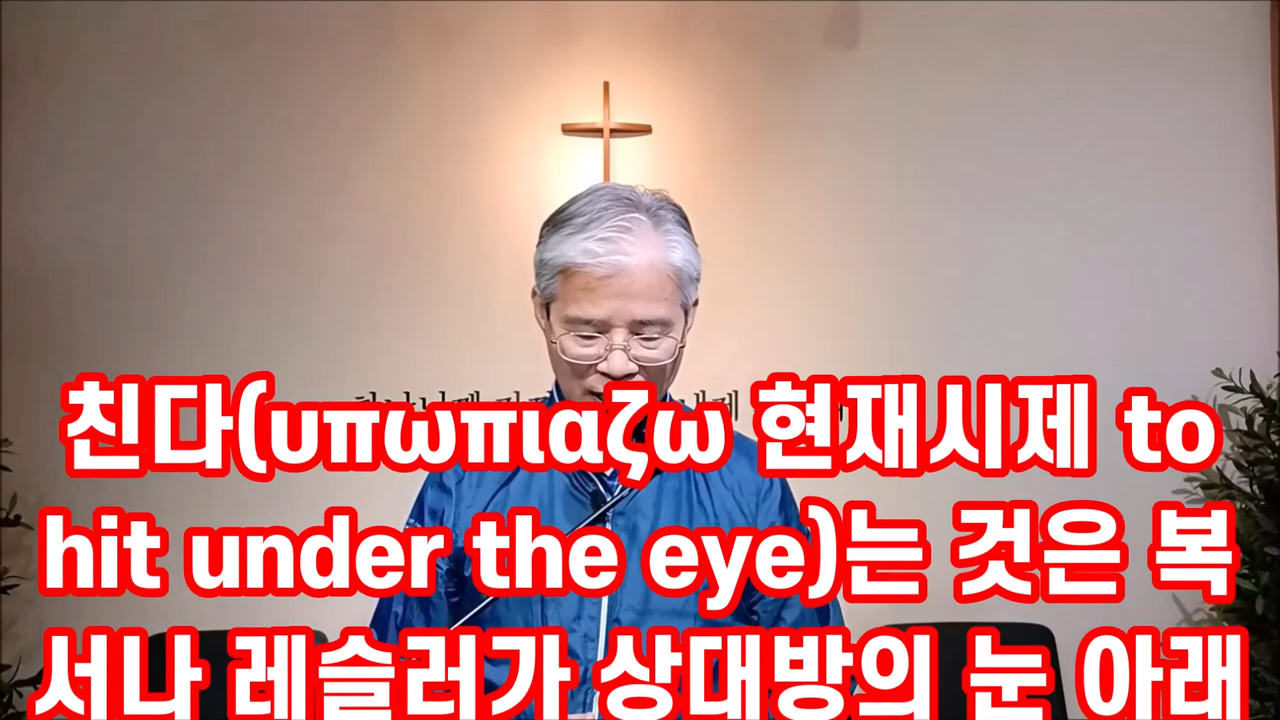 친다(υπωπιαζω 현재시제 to
hit under the eye)는 것은 복
서나 레슬러가 상대방의 눈 아래